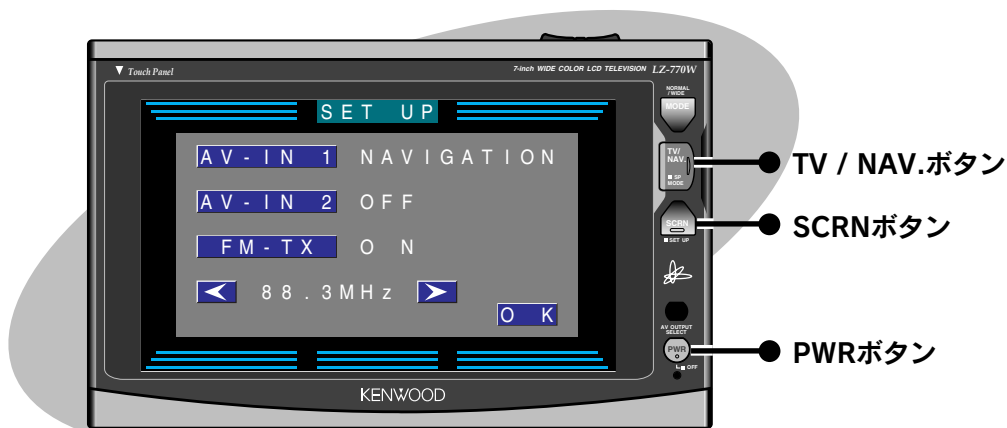 ▼ Touch Panel
7-inch WIDE COLOR LCD TELEVISION LZ-770W
NORMAL
/ WIDE
MODE
SET UP
AV-IN 1 NAVIGATION
TV/
NAV.
■ SP
MODE
TV / NAV.ボタン
AV-IN 2 OFF
SCRN
■ SET UP
SCRNボタン
FM-TX ON
< 88.3MHz >
OK
AV OUTPUT
SELECT
PWR
■ OFF
PWRボタン
KENWOOD